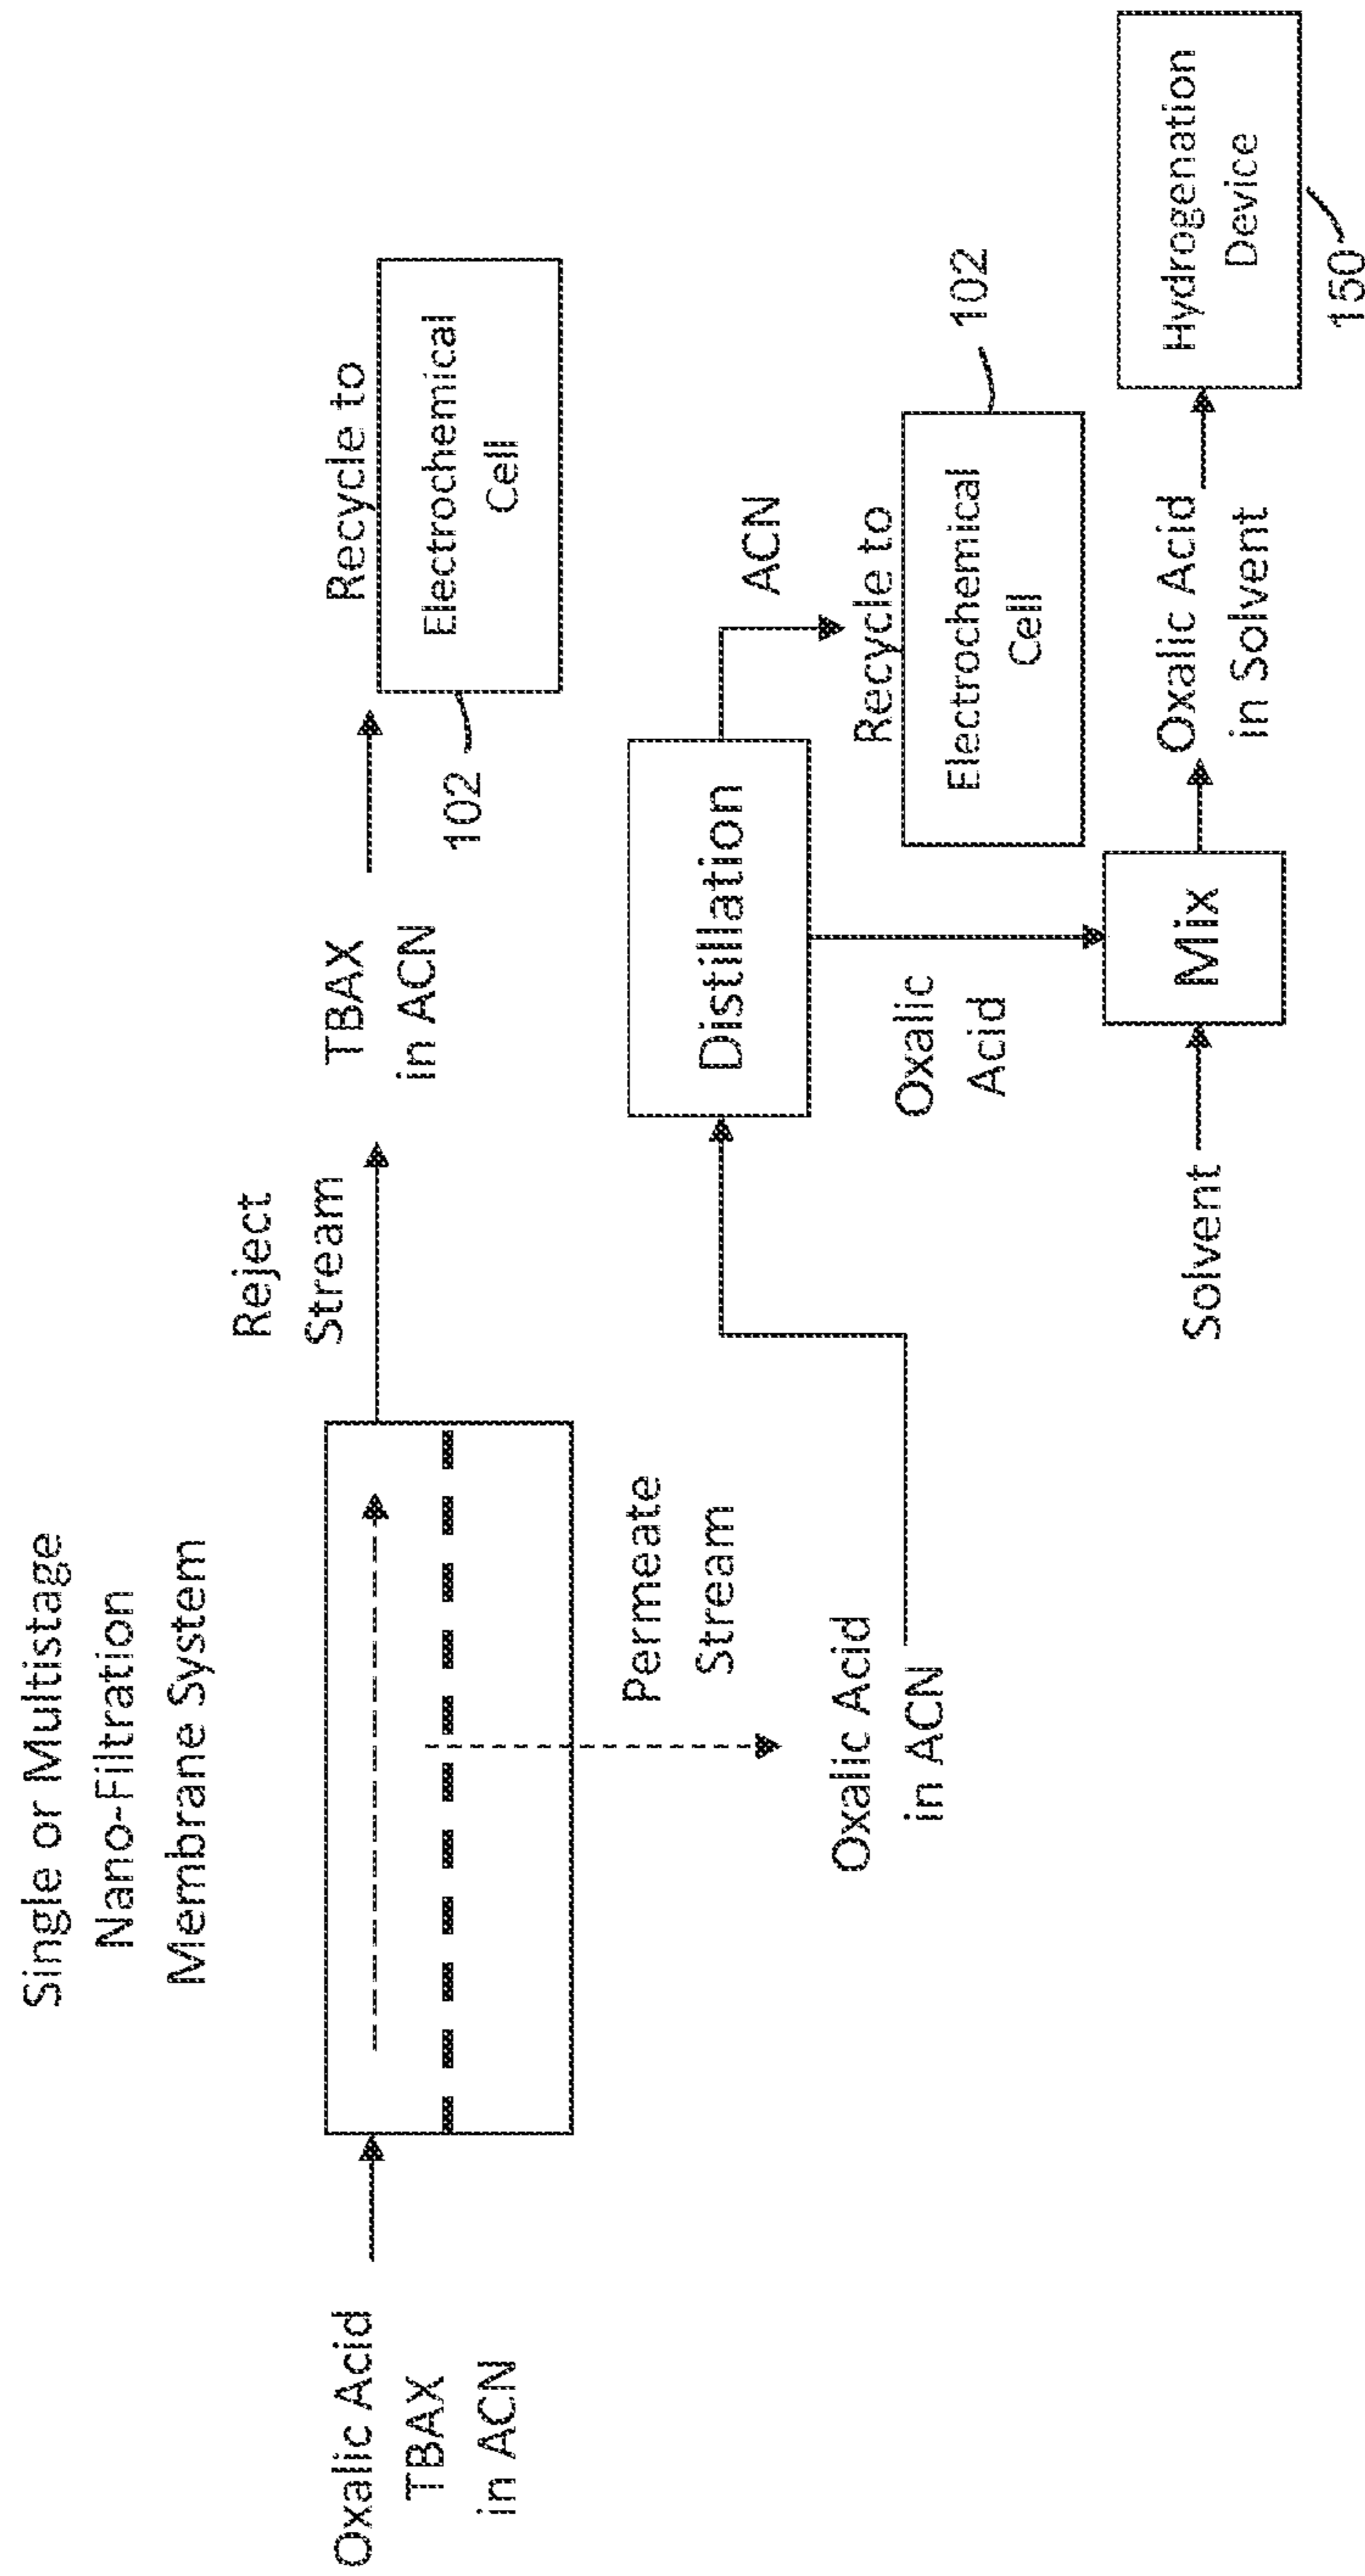 Single or Multistage
Nano-Filtration
Membrane System
Oxalic Acid
TBAX
in ACN
Reject
Stream
TBAX
in ACN
Recycle to
Electrochemical
Cell
102
Permeate
Stream
Oxalic Acid
in ACN
Distillation
ACN
Recycle to
Electrochemical
Cell
102
Oxalic
Acid
Solvent
Mix
Oxalic Acid
in Solvent
Hydrogenation
Device
150